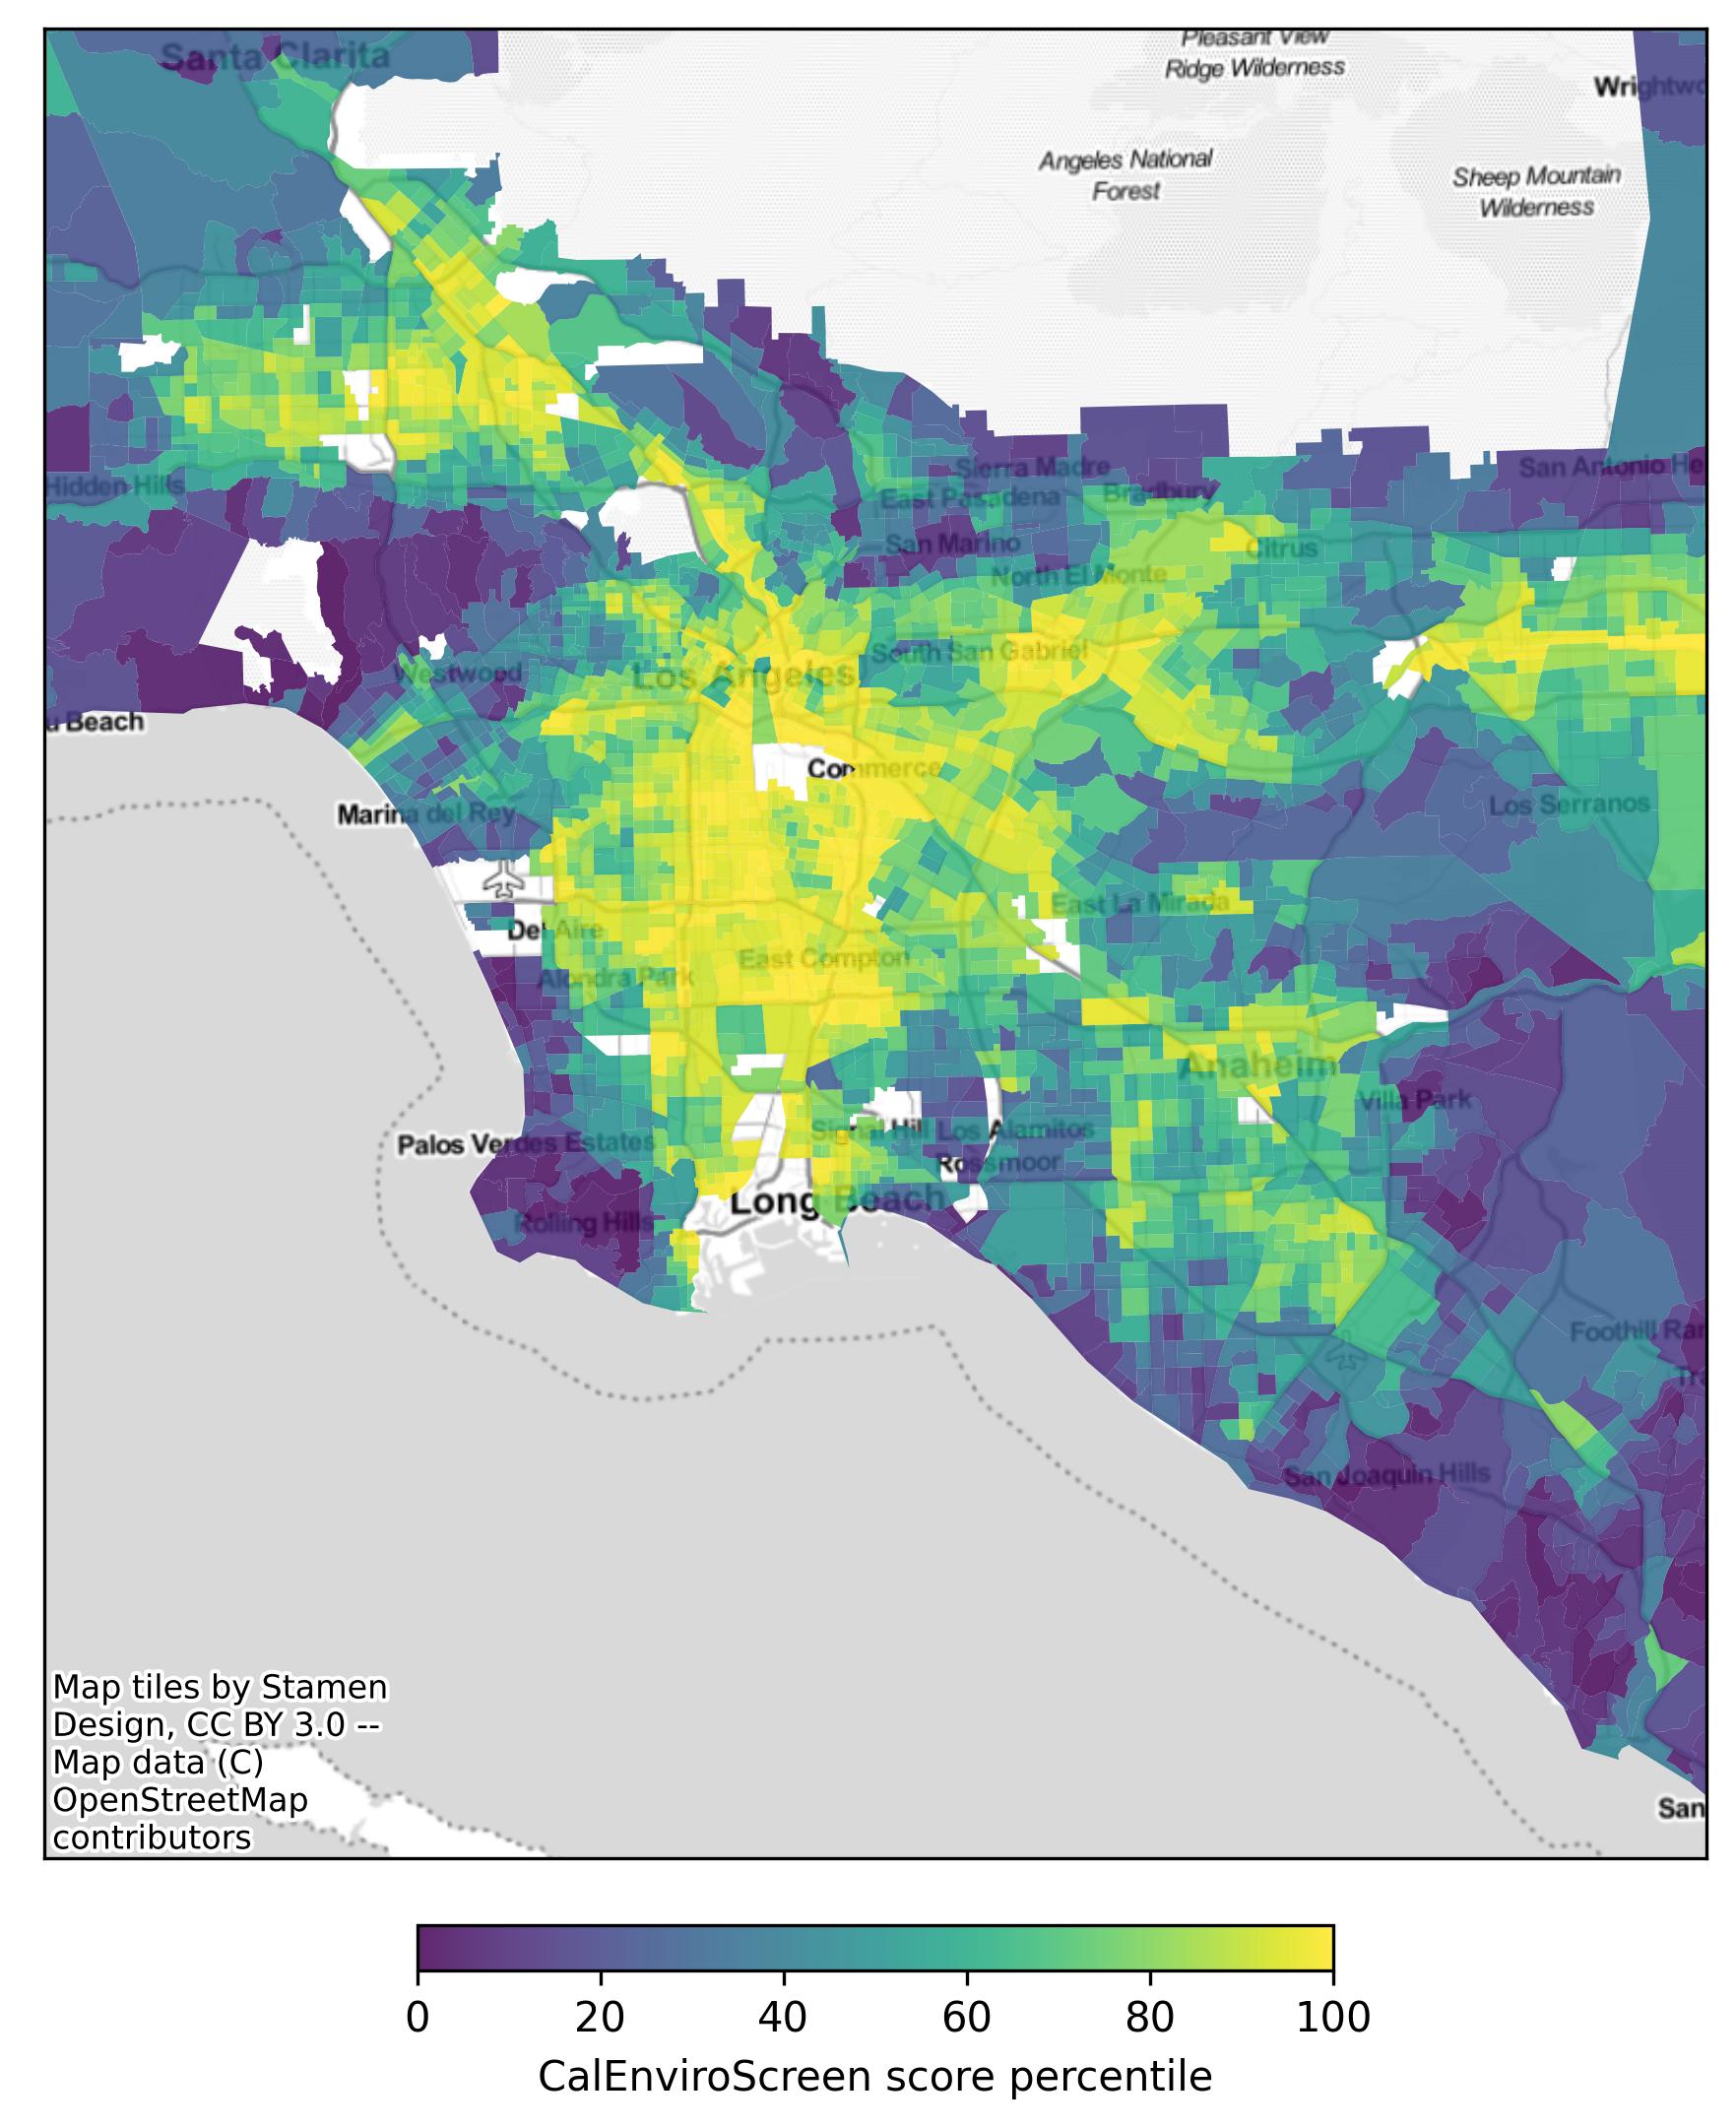 Pleasant View
Ridge Wilderness
Santa Clarita
Angeles National
Forest
Sheep Mountain
Wilderness
Hidden Hills
Sierra Madre
East Pasadena
Bradbury
San Antonio He
San Marino
Citrus
North El Monte
South San Gabriel
Westwood
Los Angeles
u Beach
Commerce
Los Serranos
Marina del Rey
East La Mirada
Del Aire
East Compton
Alondra Park
Anaheim
Villa Park
Signal Hill
Los Alamitos
Palos Verdes Estates
Rossmoor
Long Beach
Rolling Hills
Foothill Ran
San Joaquin Hills
Map tiles by Stamen
Design, CC BY 3.0 --
Map data (C)
OpenStreetMap
contributors
San
0 20 40 60 80 100
CalEnviroScreen score percentile